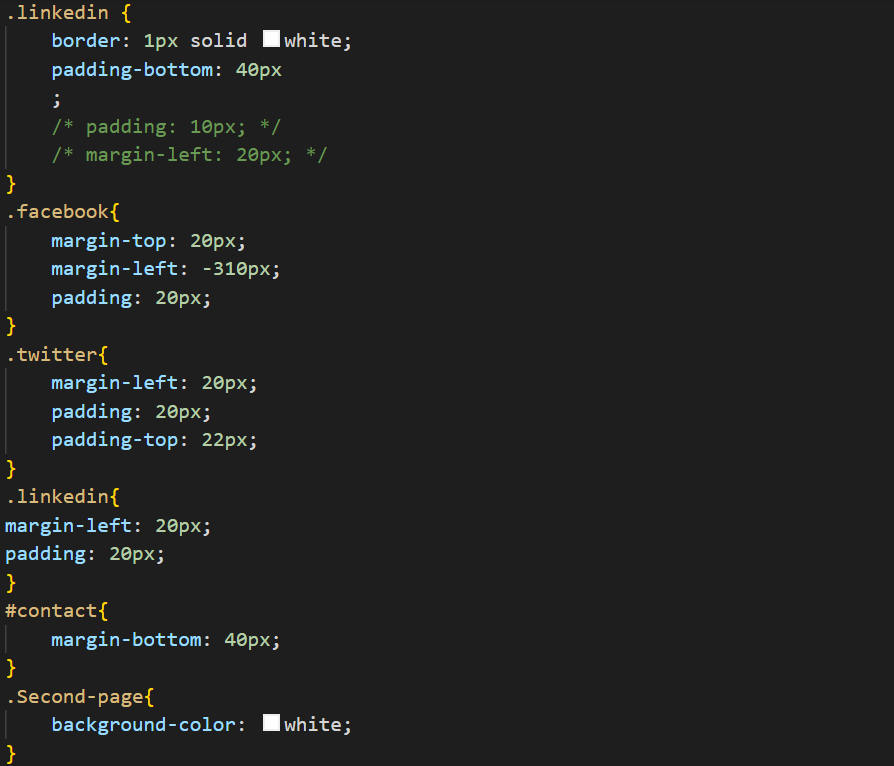 .linkedin {
    border: 1px solid white;
    padding-bottom: 40px
    ;
    /* padding: 10px; */
    /* margin-left: 20px; */
}
.facebook{
    margin-top: 20px;
    margin-left: -310px;
    padding: 20px;
}
.twitter{
    margin-left: 20px;
    padding: 20px;
    padding-top: 22px;
}
.linkedin{
margin-left: 20px;
padding: 20px;
}
#contact{
    margin-bottom: 40px;
}
.Second-page{
    background-color: white;
}